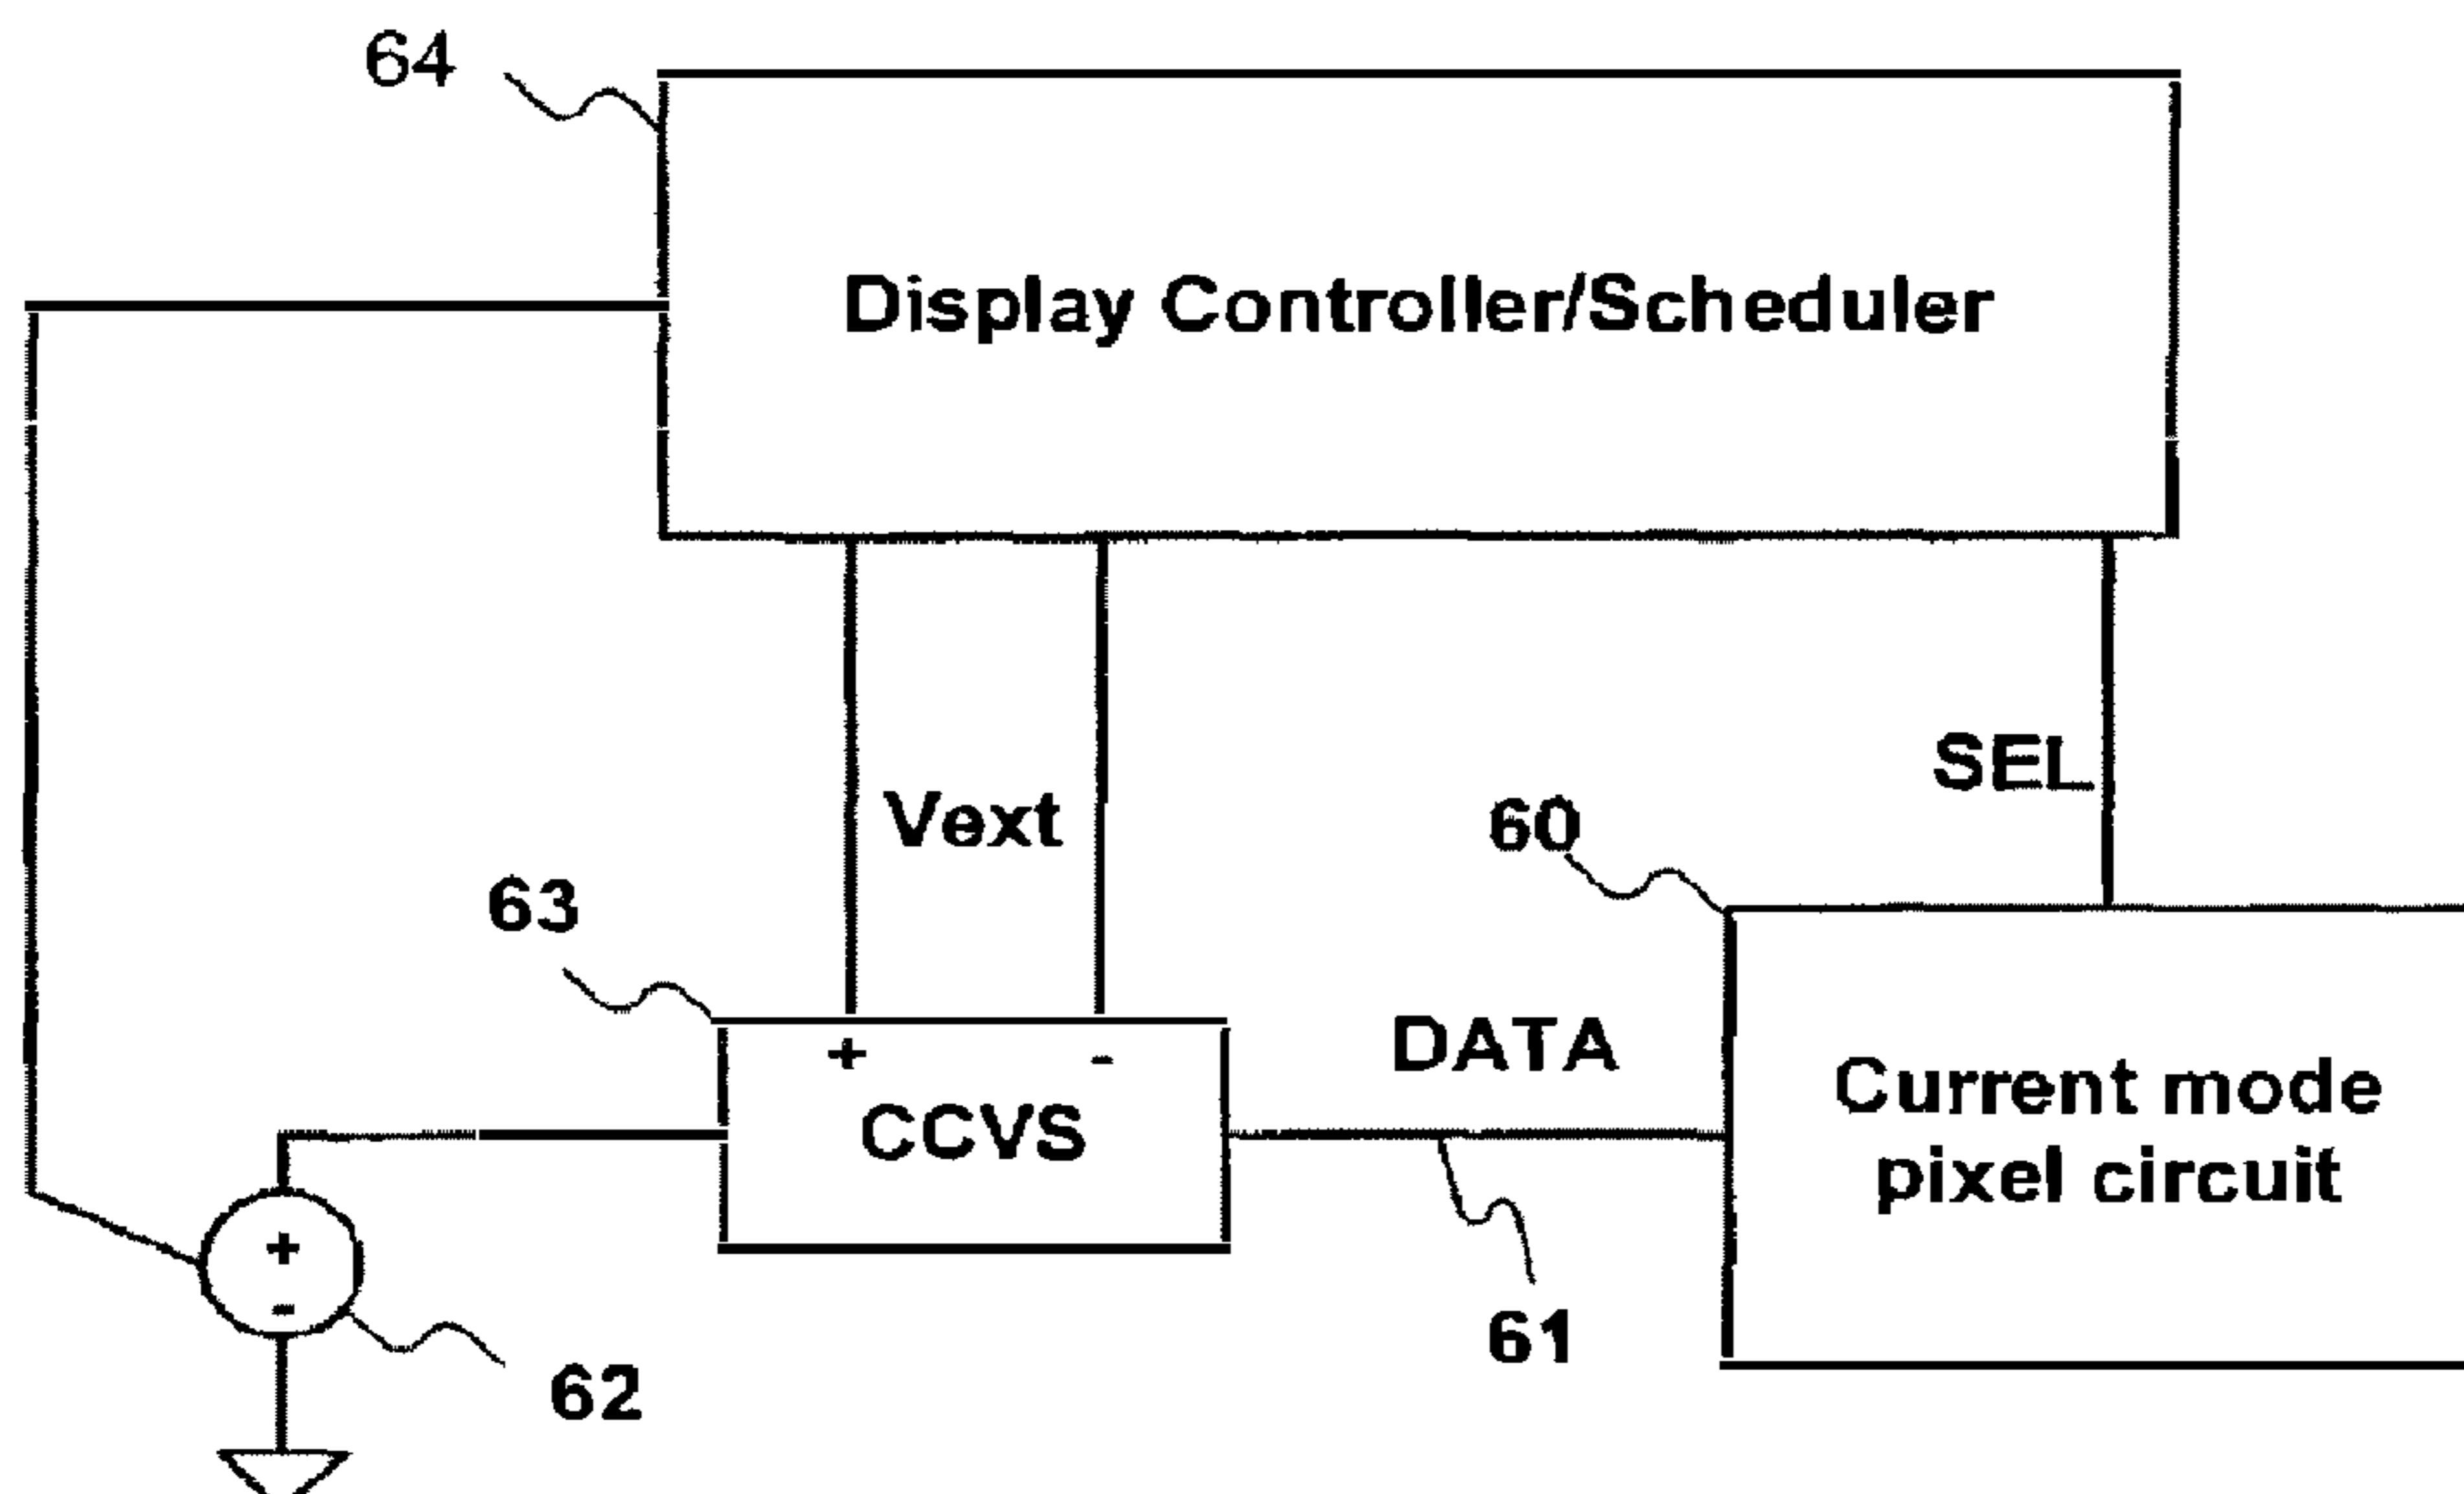 64
Display Controller/Scheduler
SEL
Vext
60
63
DATA
+ -
CCVS
Current mode
pixel circuit
+
-
61
62